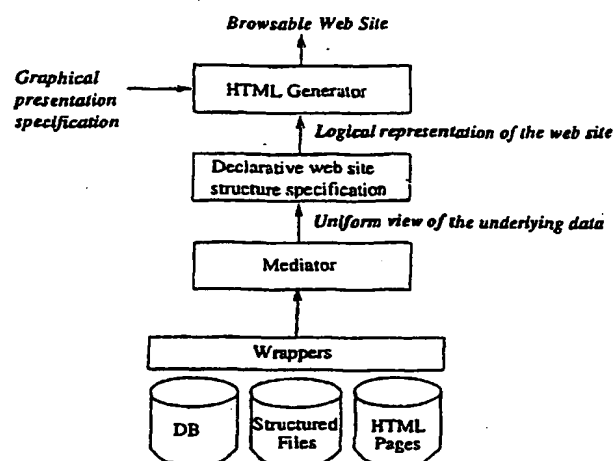 Browsable Web Site
Graphical
presentation
specification
HTML Generator
Logical representation of the web site
Declarative web site
structure specification
Uniform view of the underlying data
Mediator
Wrappers
DB
Structured
Files
HTML
Pages